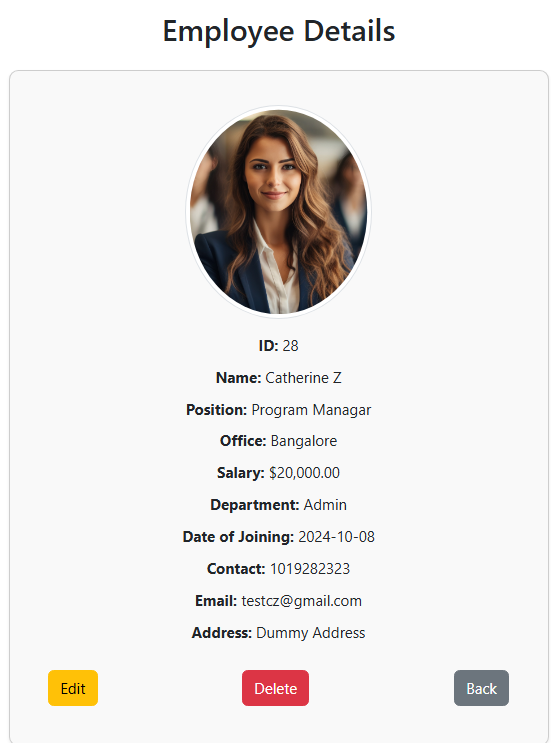 Employee Details
ID: 28
Name: Catherine Z
Position: Program Managar
Office: Bangalore
Salary: $20,000.00
Department: Admin
Date of Joining: 2024-10-08
Contact: 1019282323
Email: testcz@gmail.com
Address: Dummy Address
Edit Delete Back